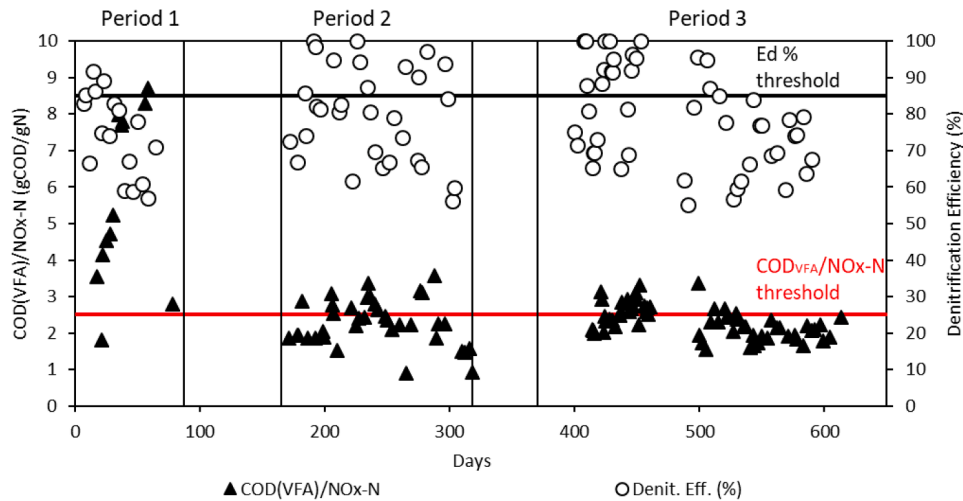 Period 1 Period 2 Period 3
10 100
9 90
8 80
7 70
6 60
5 50
4 40
3 30
2 20
1 10
0 0
Ed %
threshold
CODVFA/NOx-N
threshold
COD(VFA)/NOx-N (gCOD/gN)
Denitrification Efficiency (%)
0 100 200 300 400 500 600
Days
COD(VFA)/NOx-N Denit. Eff. (%)